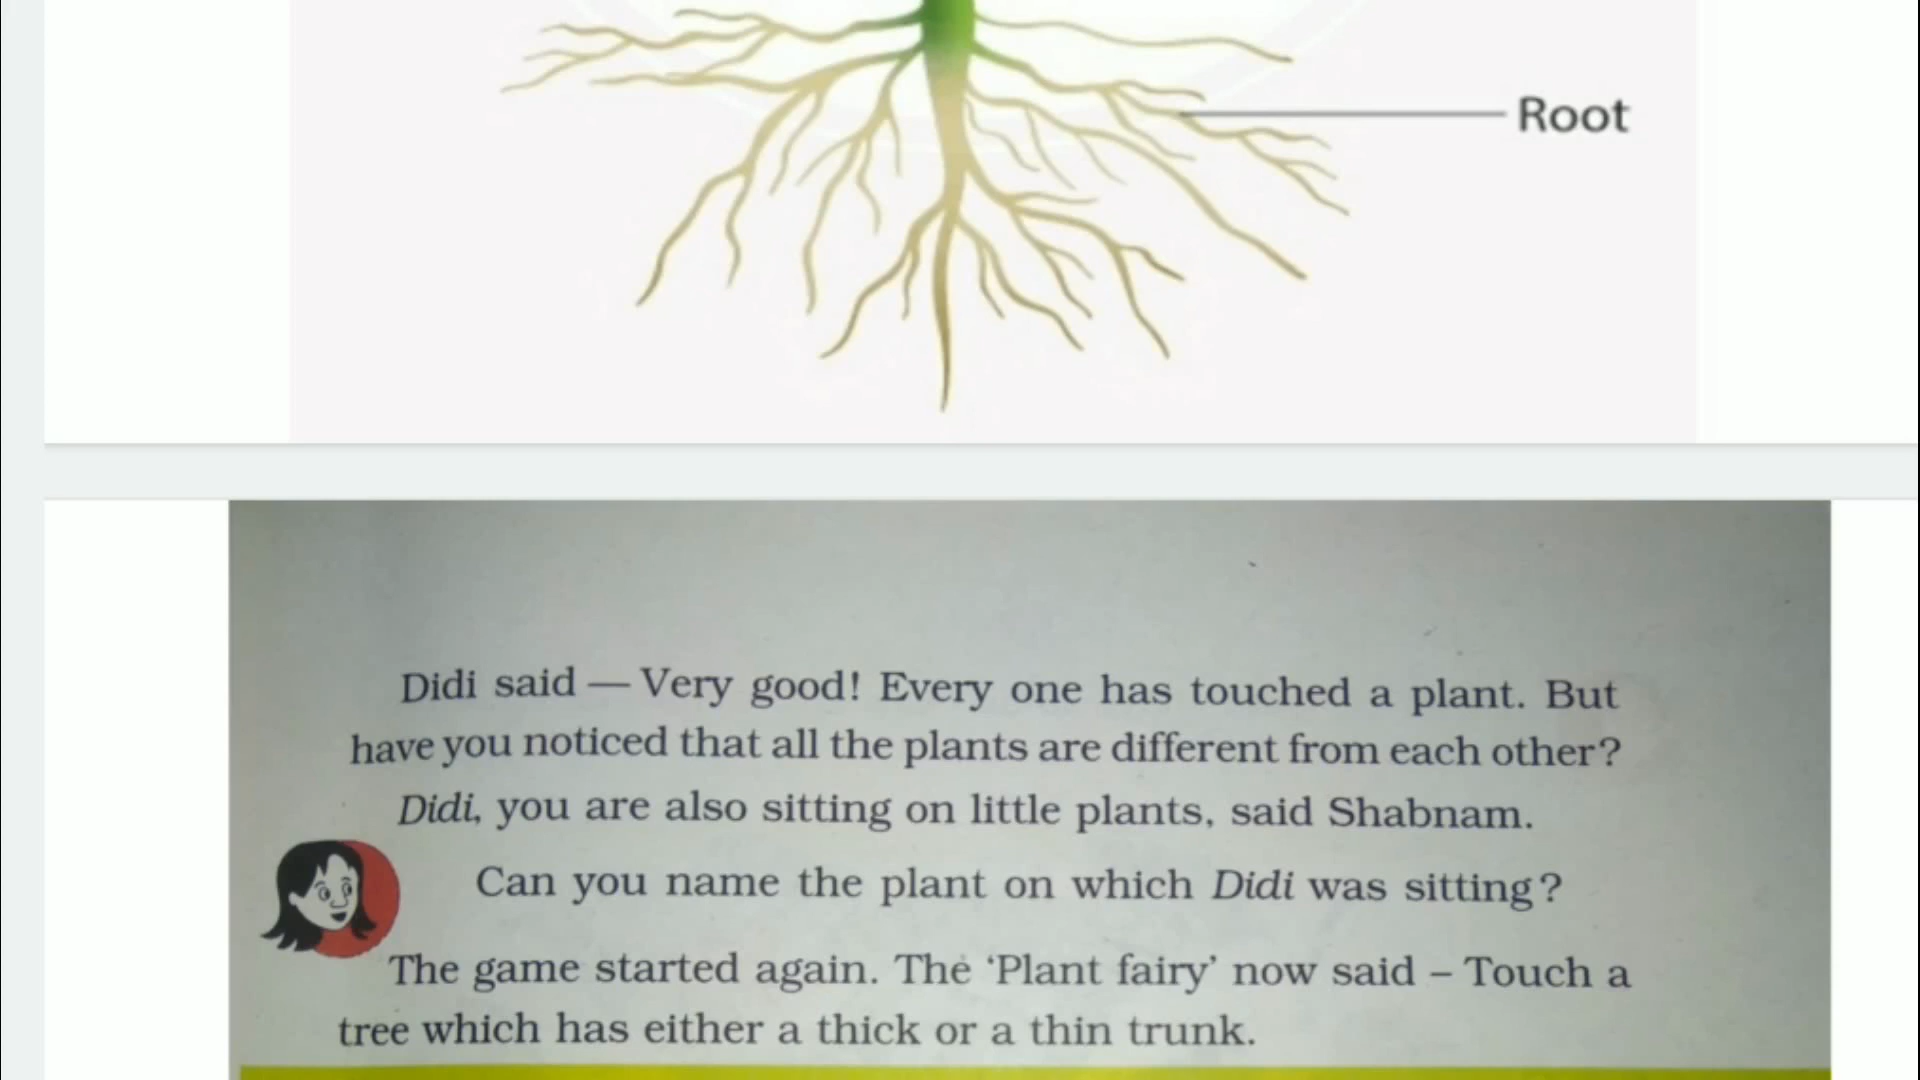 Root
Didi said — Very good! Every one has touched a plant. But
have you noticed that all the plants are different from each other?
Didi, you are also sitting on little plants, said Shabnam.
Can you name the plant on which Didi was sitting?
The game started again. The ‘Plant fairy’ now said – Touch a
tree which has either a thick or a thin trunk.